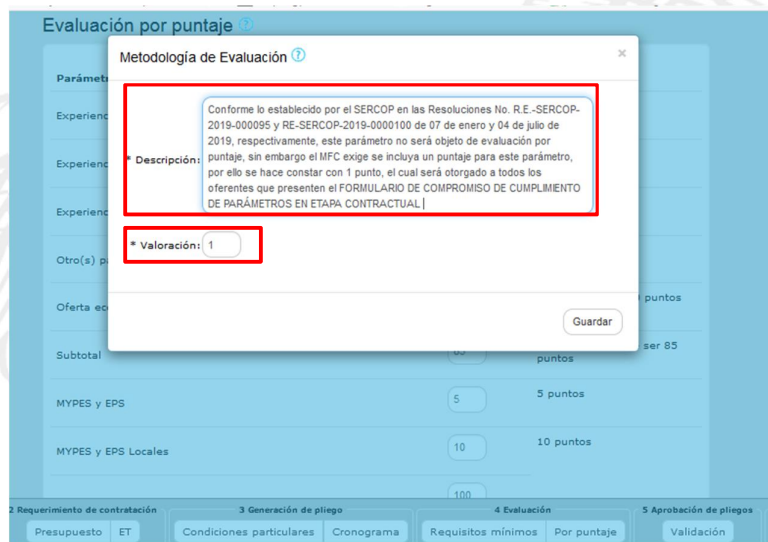 Evaluación por puntaje
Metodología de Evaluación ?
×
Parámet
Experienc
Experienc
Experienc
Otro(s) pa
Oferta ec
puntos
* Descripción:
Conforme lo establecido por el SERCOP en las Resoluciones No. R.E.-SERCOP-
2019-000095 y RE-SERCOP-2019-0000100 de 07 de enero y 04 de julio de
2019, respectivamente, este parámetro no será objeto de evaluación por
puntaje, sin embargo el MFC exige se incluya un puntaje para este parámetro,
por ello se hace constar con 1 punto, el cual será otorgado a todos los
oferentes que presenten el FORMULARIO DE COMPROMISO DE CUMPLIMIENTO
DE PARÁMETROS EN ETAPA CONTRACTUAL
* Valoración: 1
Guardar
Subtotal
ser 85
puntos
MYPES y EPS 5 5 puntos
MYPES y EPS Locales 10 10 puntos
100
2 Requerimiento de contratación 3 Generación de pliego 4 Evaluación 5 Aprobación de pliegos
Presupuesto ET Condiciones particulares Cronograma Requisitos mínimos Por puntaje Validación